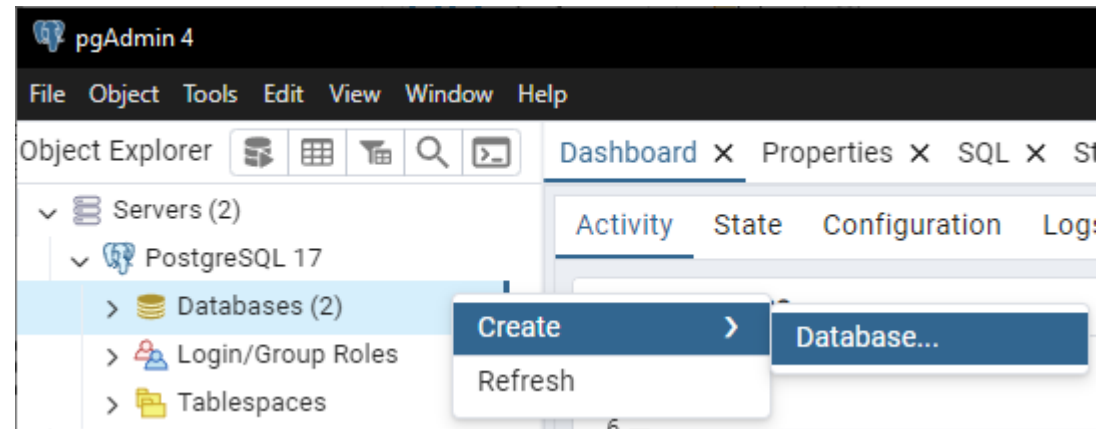 pgAdmin 4
File Object Tools Edit View Window Help
Object Explorer
Dashboard Properties SQL
Servers (2)
Activity State Configuration Logs
PostgreSQL 17
Databases (2)
Create
Database...
Login/Group Roles
Refresh
Tablespaces